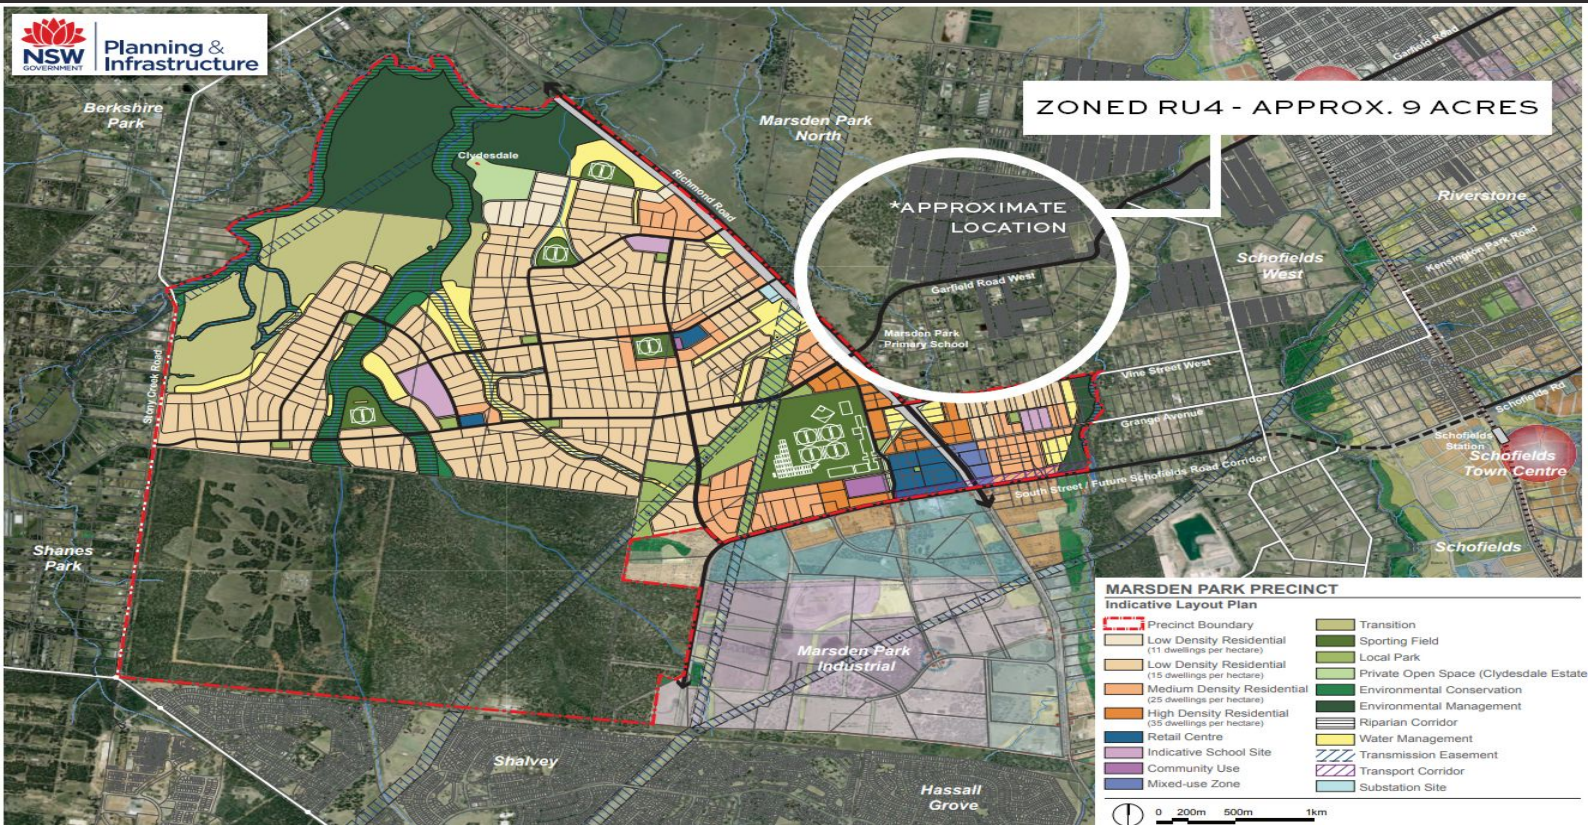 NSW
GOVERNMENT
Planning &
Infrastructure
Berkshire
Park
Marsden Park
North
ZONED RU4 - APPROX. 9 ACRES
Garfield Road
Clydesdale
Richmond Road
*APPROXIMATE
LOCATION
Riverstone
Kensington Park Road
Schofields
West
Garfield Road West
Marsden Park
Primary School
Stony Creek Road
Vine Street West
Grange Avenue
Schofields Rd
Schofields
Station
Schofields
Town Centre
South Street / Future Schofields Road Corridor
Shanes
Park
Schofields
Marsden Park
Industrial
Shalvey
Hassall
Grove
MARSDEN PARK PRECINCT
Indicative Layout Plan
Precinct Boundary
Low Density Residential
(11 dwellings per hectare)
Low Density Residential
(15 dwellings per hectare)
Medium Density Residential
(25 dwellings per hectare)
High Density Residential
(35 dwellings per hectare)
Retail Centre
Indicative School Site
Community Use
Mixed-use Zone
Transition
Sporting Field
Local Park
Private Open Space (Clydesdale Estate
Environmental Conservation
Environmental Management
Riparian Corridor
Water Management
Transmission Easement
Transport Corridor
Substation Site
0 200m 500m 1km